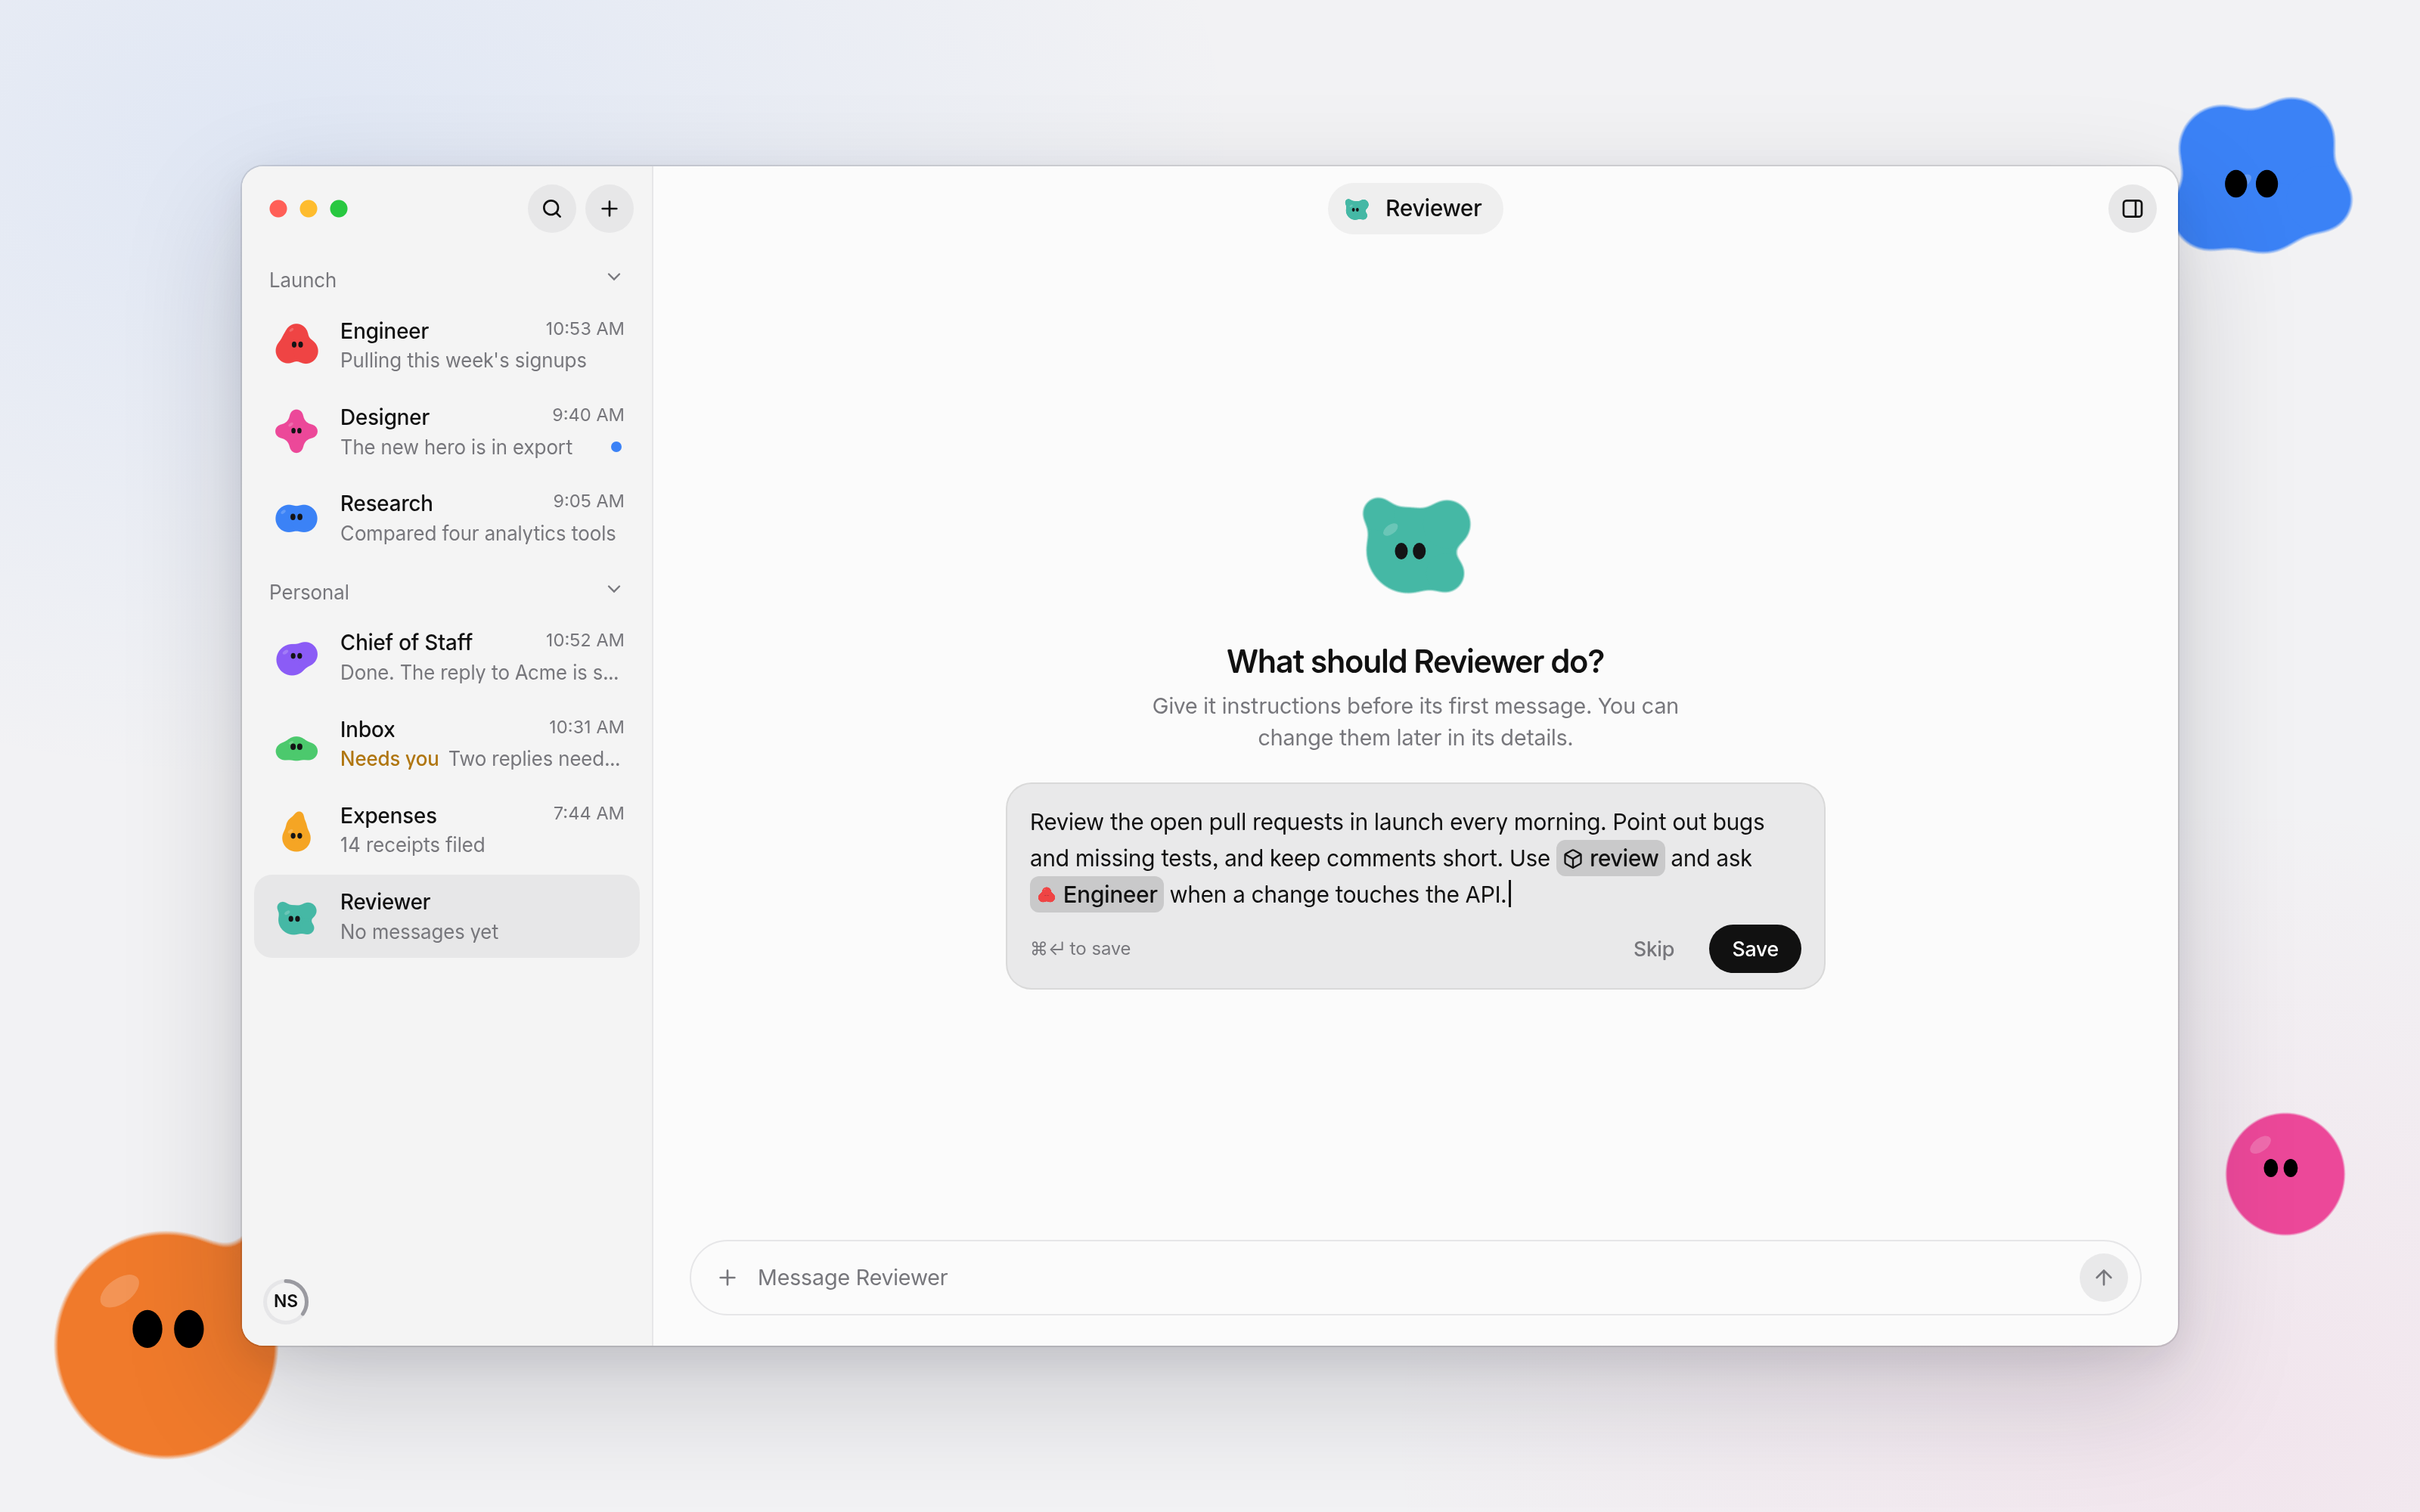 Reviewer
Launch
Engineer 10:53 AM
Pulling this week's signups
Designer 9:40 AM
The new hero is in export
Research 9:05 AM
Compared four analytics tools
Personal
Chief of Staff 10:52 AM
Done. The reply to Acme is s...
Inbox 10:31 AM
Needs you Two replies need...
Expenses 7:44 AM
14 receipts filed
Reviewer
No messages yet
NS
What should Reviewer do?
Give it instructions before its first message. You can
change them later in its details.
Review the open pull requests in launch every morning. Point out bugs
and missing tests, and keep comments short. Use review and ask
Engineer when a change touches the API.
⌘↵ to save Skip Save
Message Reviewer